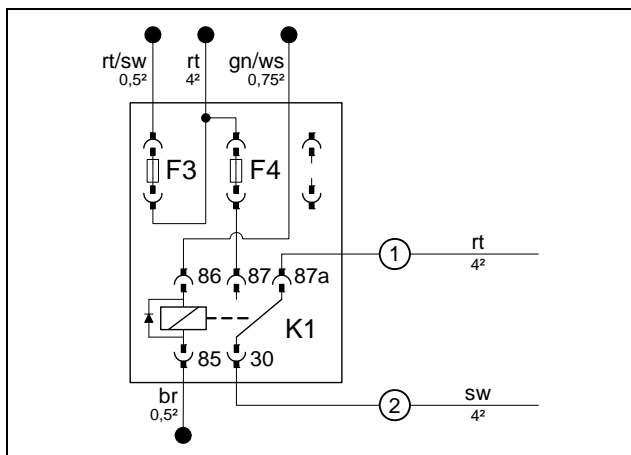 rt/sw rt gn/ws
0,5² 4² 0,75²
F3 F4
1 rt
4²
86 87 87a
K1
85 30
br
0,5²
2 sw
4²